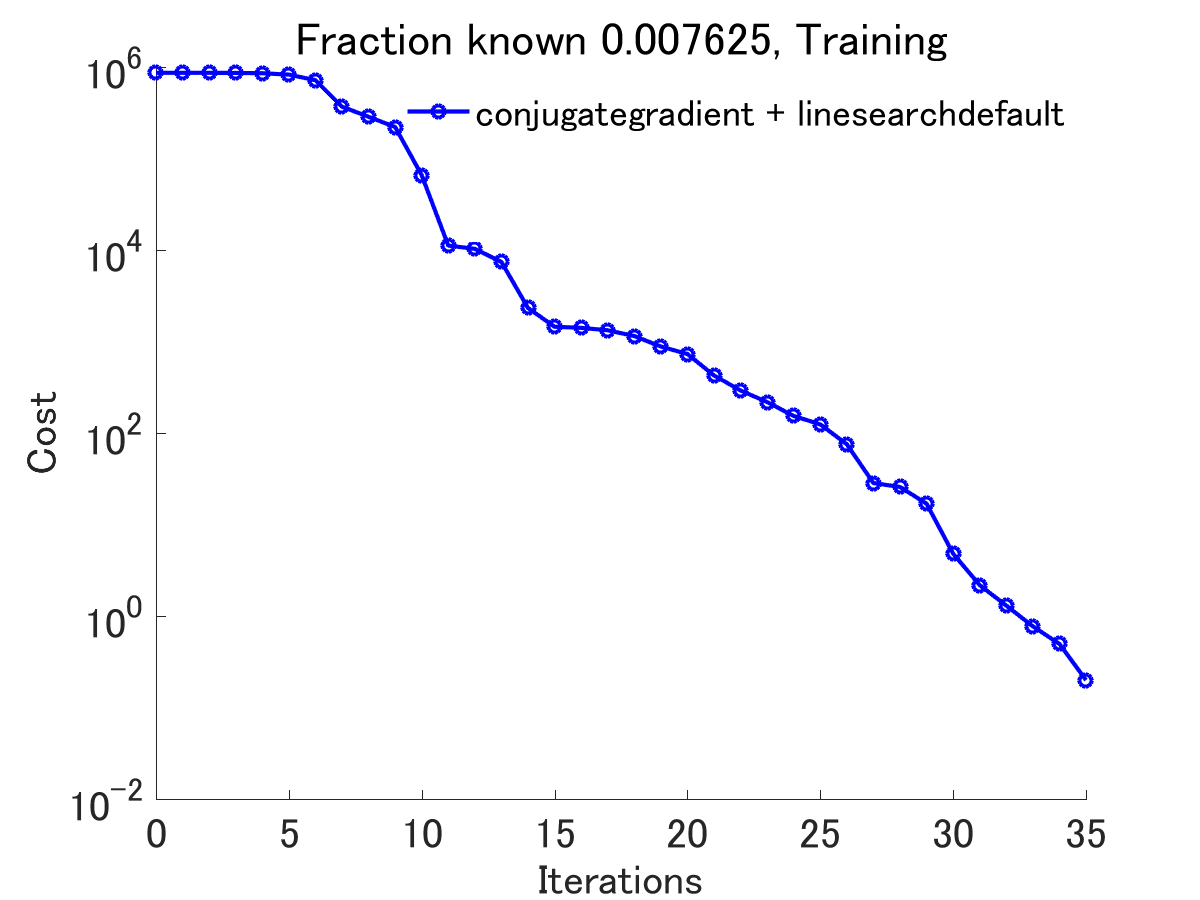 Fraction known 0.007625, Training
conjugategradient + linesearchdefault
10^6
10^4
10^2
10^0
10^-2
Cost
0 5 10 15 20 25 30 35
Iterations